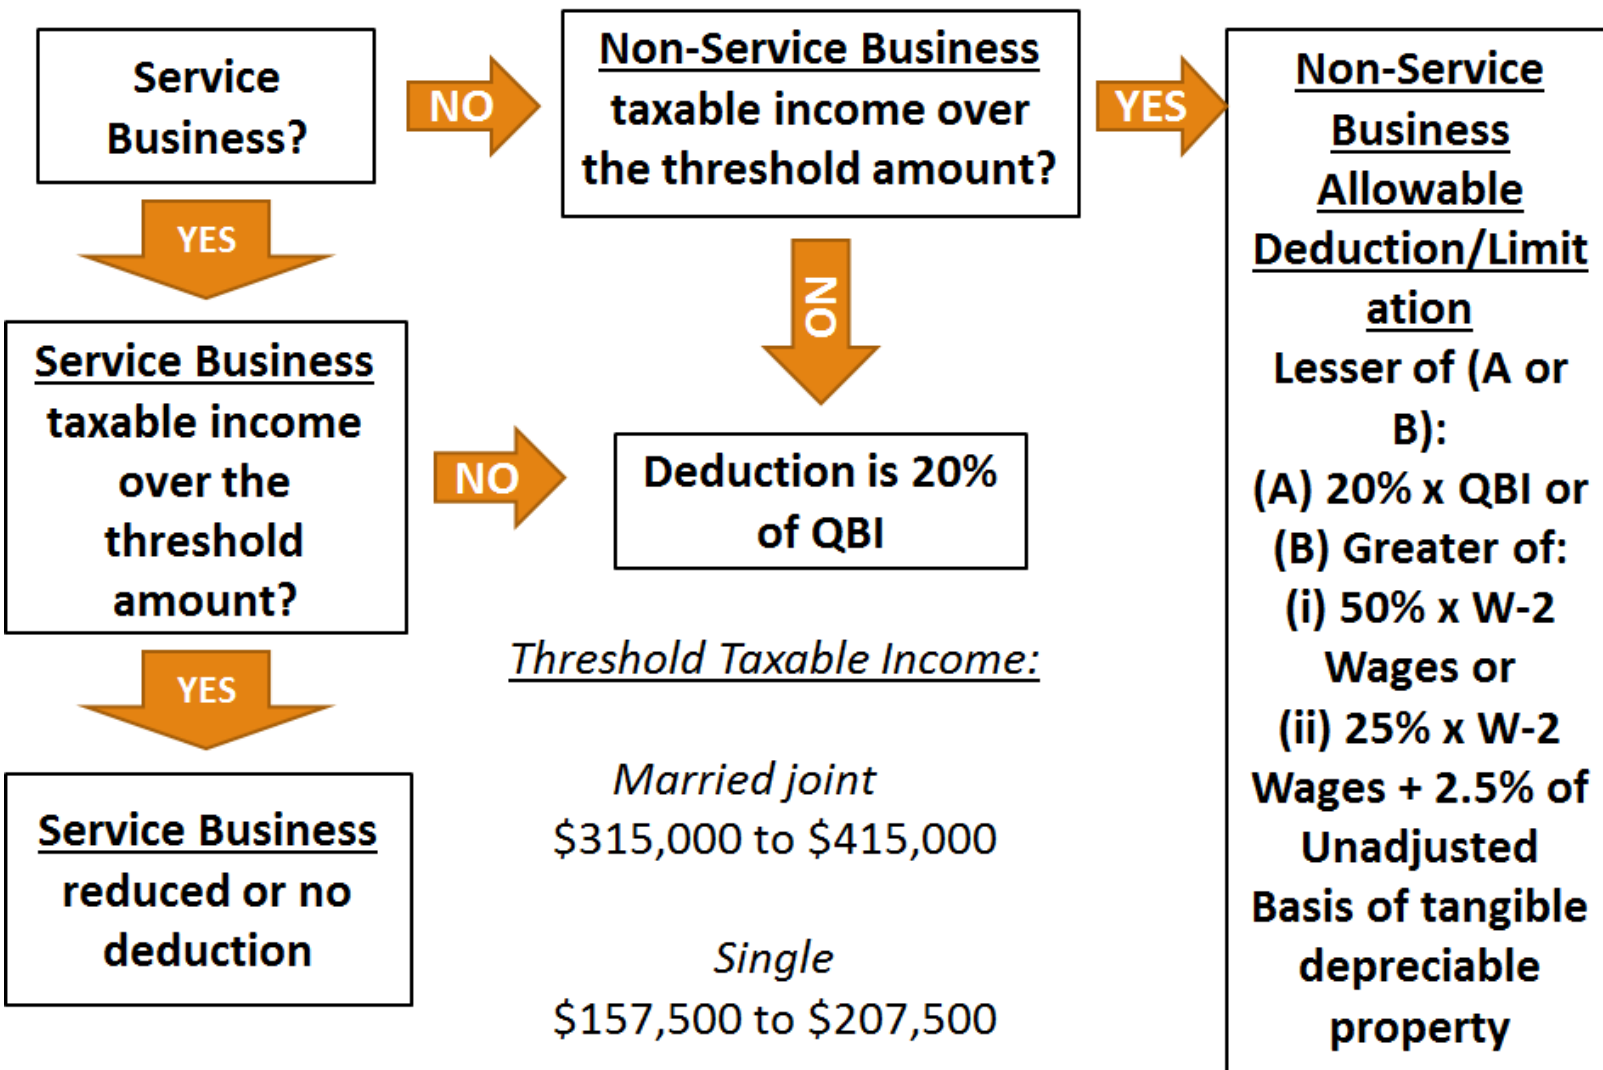 Service
Business?
NO
Non-Service Business
taxable income over
the threshold amount?
YES
Non-Service
Business
Allowable
Deduction/Limit
ation
Lesser of (A or
B):
(A) 20% x QBI or
(B) Greater of:
(i) 50% x W-2
Wages or
(ii) 25% x W-2
Wages + 2.5% of
Unadjusted
Basis of tangible
depreciable
property
YES
NO
Service Business
taxable income
over the
threshold
amount?
NO
Deduction is 20%
of QBI
YES
Service Business
reduced or no
deduction
Threshold Taxable Income:
Married joint
$315,000 to $415,000
Single
$157,500 to $207,500